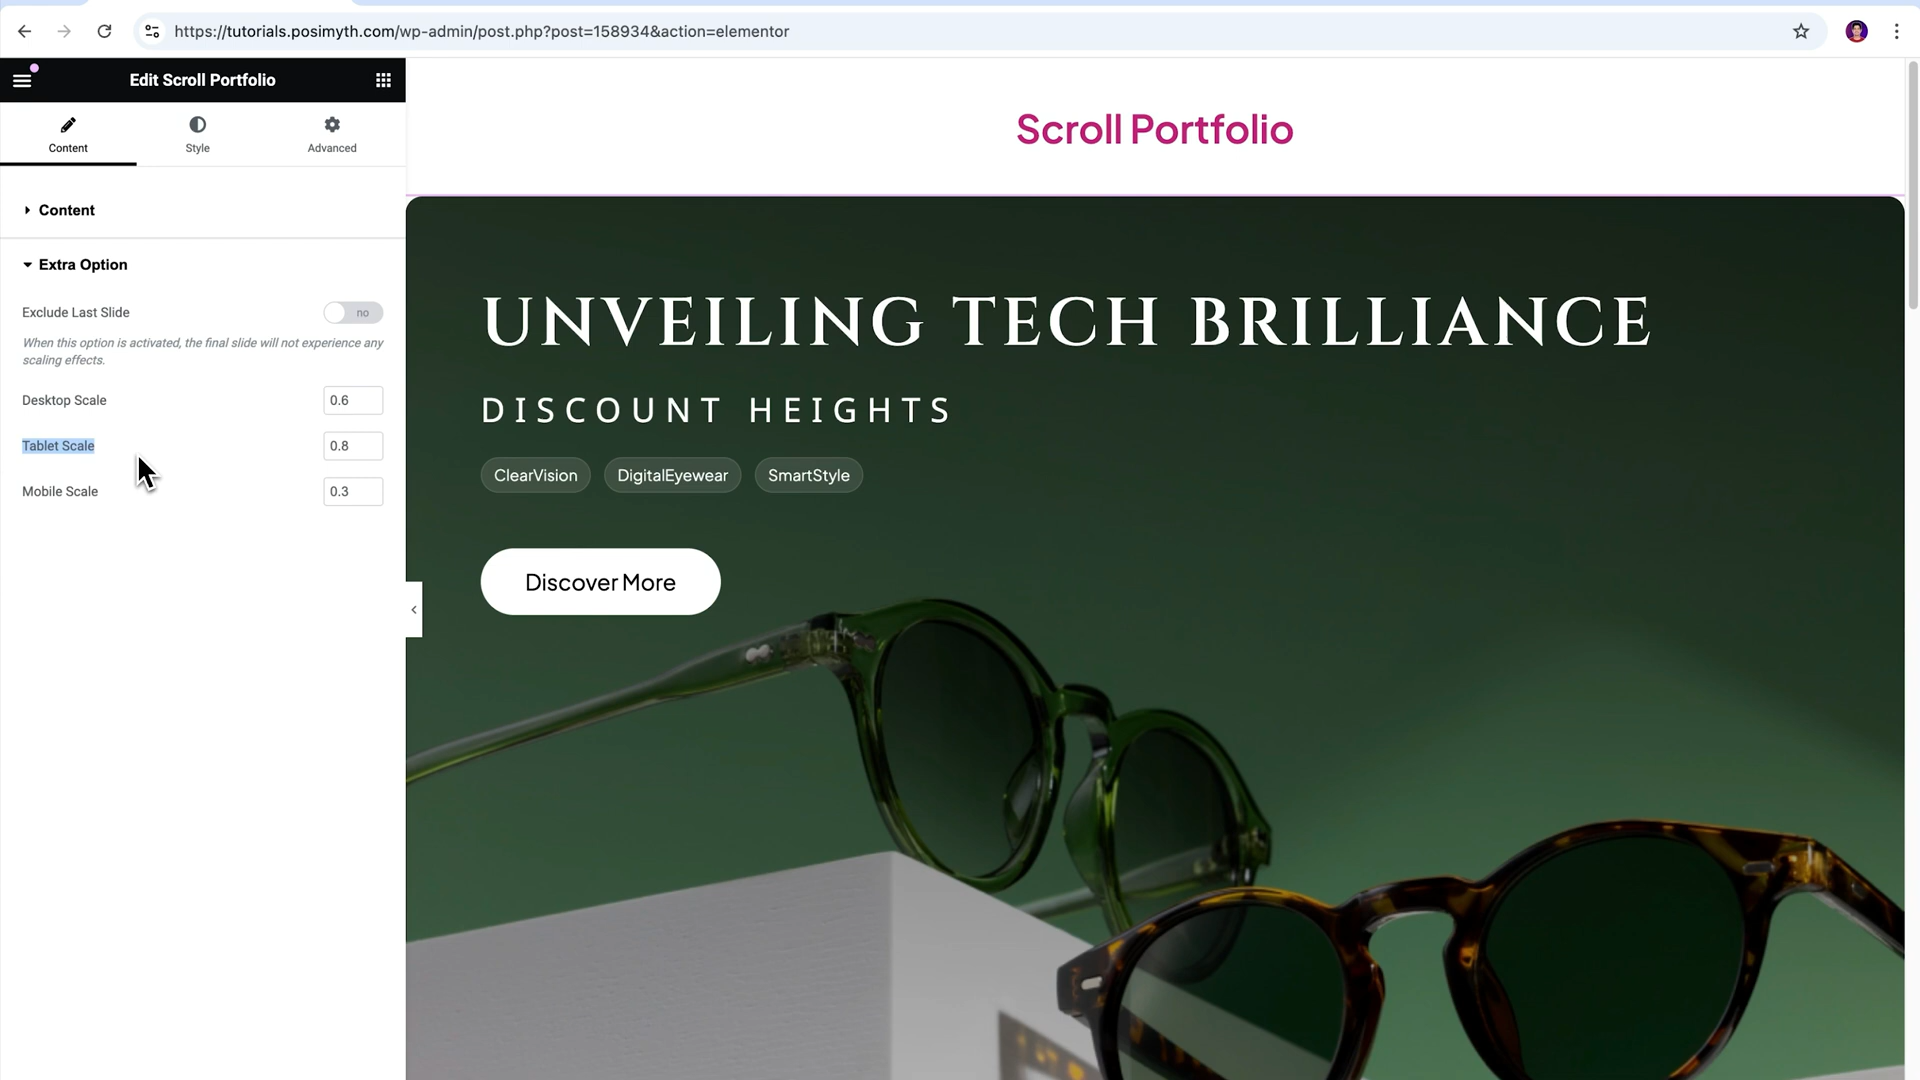 https://tutorials.posimyth.com/wp-admin/post.php?post=158934&action=elementor
Edit Scroll Portfolio
Content
Style
Advanced
Content
Extra Option
Exclude Last Slide
no
When this option is activated, the final slide will not experience any
scaling effects.
Desktop Scale
0.6
Tablet Scale
0.8
Mobile Scale
0.3
Scroll Portfolio
UNVEILING TECH BRILLIANCE
DISCOUNT HEIGHTS
ClearVision
DigitalEyewear
SmartStyle
Discover More